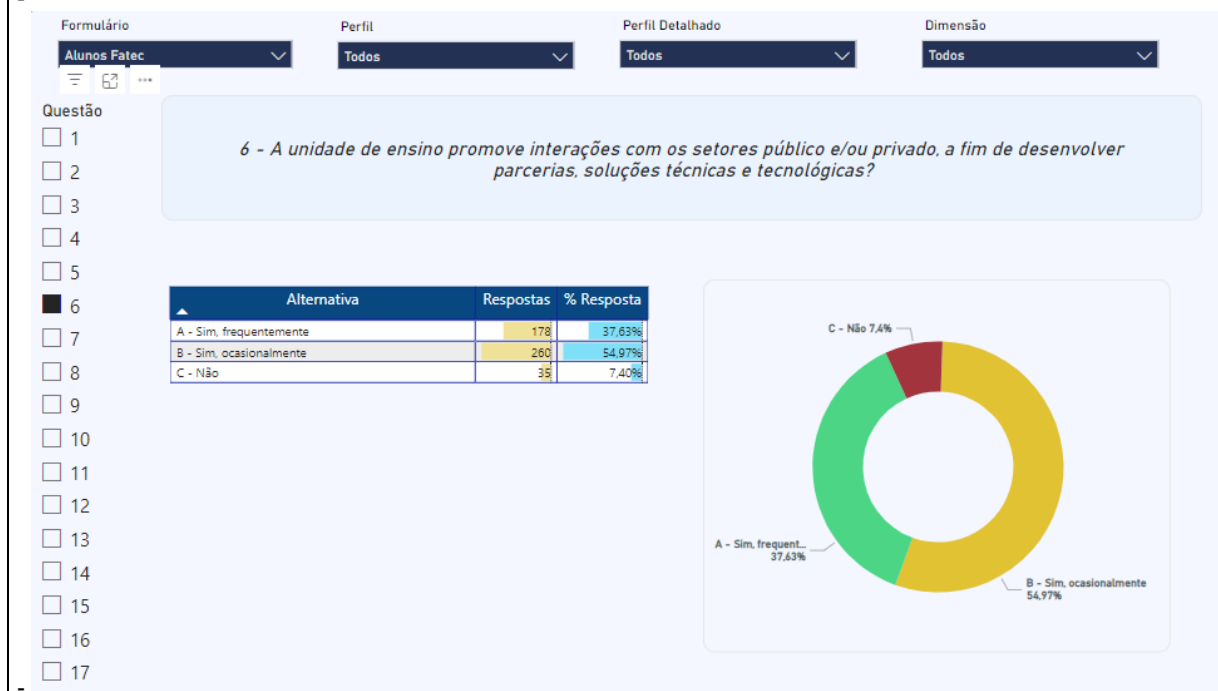 Formulário Perfil Perfil Detalhado Dimensão
Alunos Fatec Todos Todos Todos
Questão
1
2
3
4
5
6
7
8
9
10
11
12
13
14
15
16
17
6 - A unidade de ensino promove interações com os setores público e/ou privado, a fim de desenvolver
parcerias, soluções técnicas e tecnológicas?
Alternativa Respostas % Resposta
A - Sim, frequentemente 178 37,63%
B - Sim, ocasionalmente 260 54,97%
C - Não 35 7,40%
C - Não 7,4%
A - Sim, frequent...
37,63%
B - Sim, ocasionalmente
54,97%